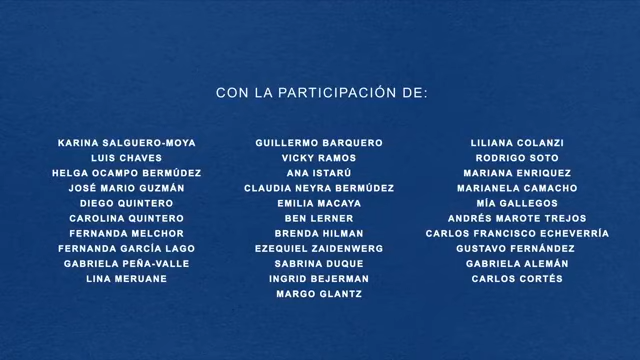 CON LA PARTICIPACIÓN DE:
KARINA SALGUERO-MOYA
LUIS CHAVES
HELGA OCAMPO BERMÚDEZ
JOSÉ MARIO GUZMÁN
DIEGO QUINTERO
CAROLINA QUINTERO
FERNANDA MELCHOR
FERNANDA GARCÍA LAGO
GABRIELA PEÑA-VALLE
LINA MERUANE
GUILLERMO BARQUERO
VICKY RAMOS
ANA ISTARÚ
CLAUDIA NEYRA BERMÚDEZ
EMILIA MACAYA
BEN LERNER
BRENDA HILMAN
EZEQUIEL ZAIDENWERG
SABRINA DUQUE
INGRID BEJERMAN
MARGO GLANTZ
LILIANA COLANZI
RODRIGO SOTO
MARIANA ENRIQUEZ
MARIANELA CAMACHO
MÍA GALLEGOS
ANDRÉS MAROTE TREJOS
CARLOS FRANCISCO ECHEVERRÍA
GUSTAVO FERNÁNDEZ
GABRIELA ALEMÁN
CARLOS CORTÉS